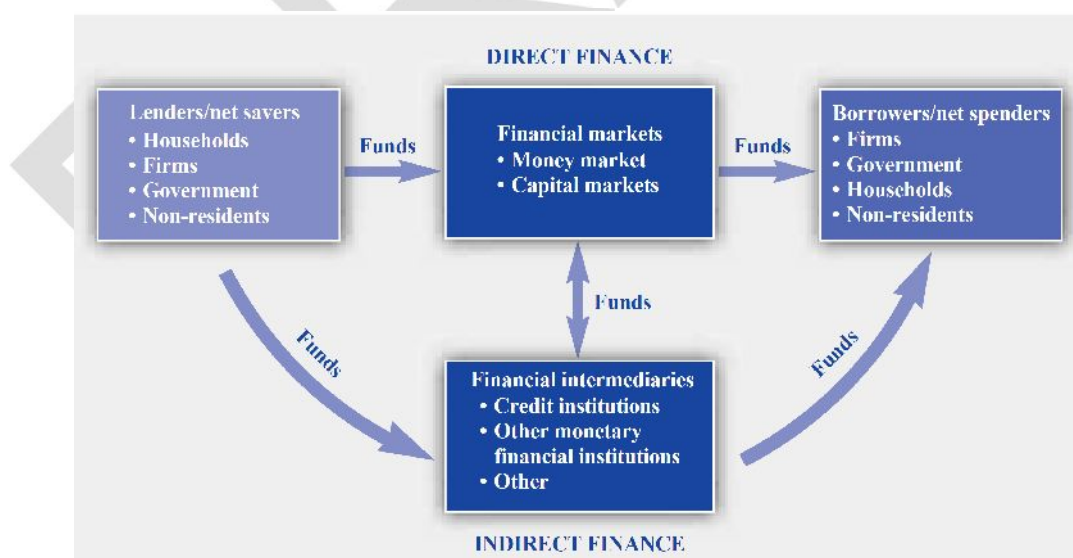 DIRECT FINANCE
Lenders/net savers
• Households
• Firms
• Government
• Non-residents
Funds
Financial markets
• Money market
• Capital markets
Funds
Borrowers/net spenders
• Firms
• Government
• Households
• Non-residents
Funds
Funds
Funds
Financial intermediaries
• Credit institutions
• Other monetary
financial institutions
• Other
INDIRECT FINANCE